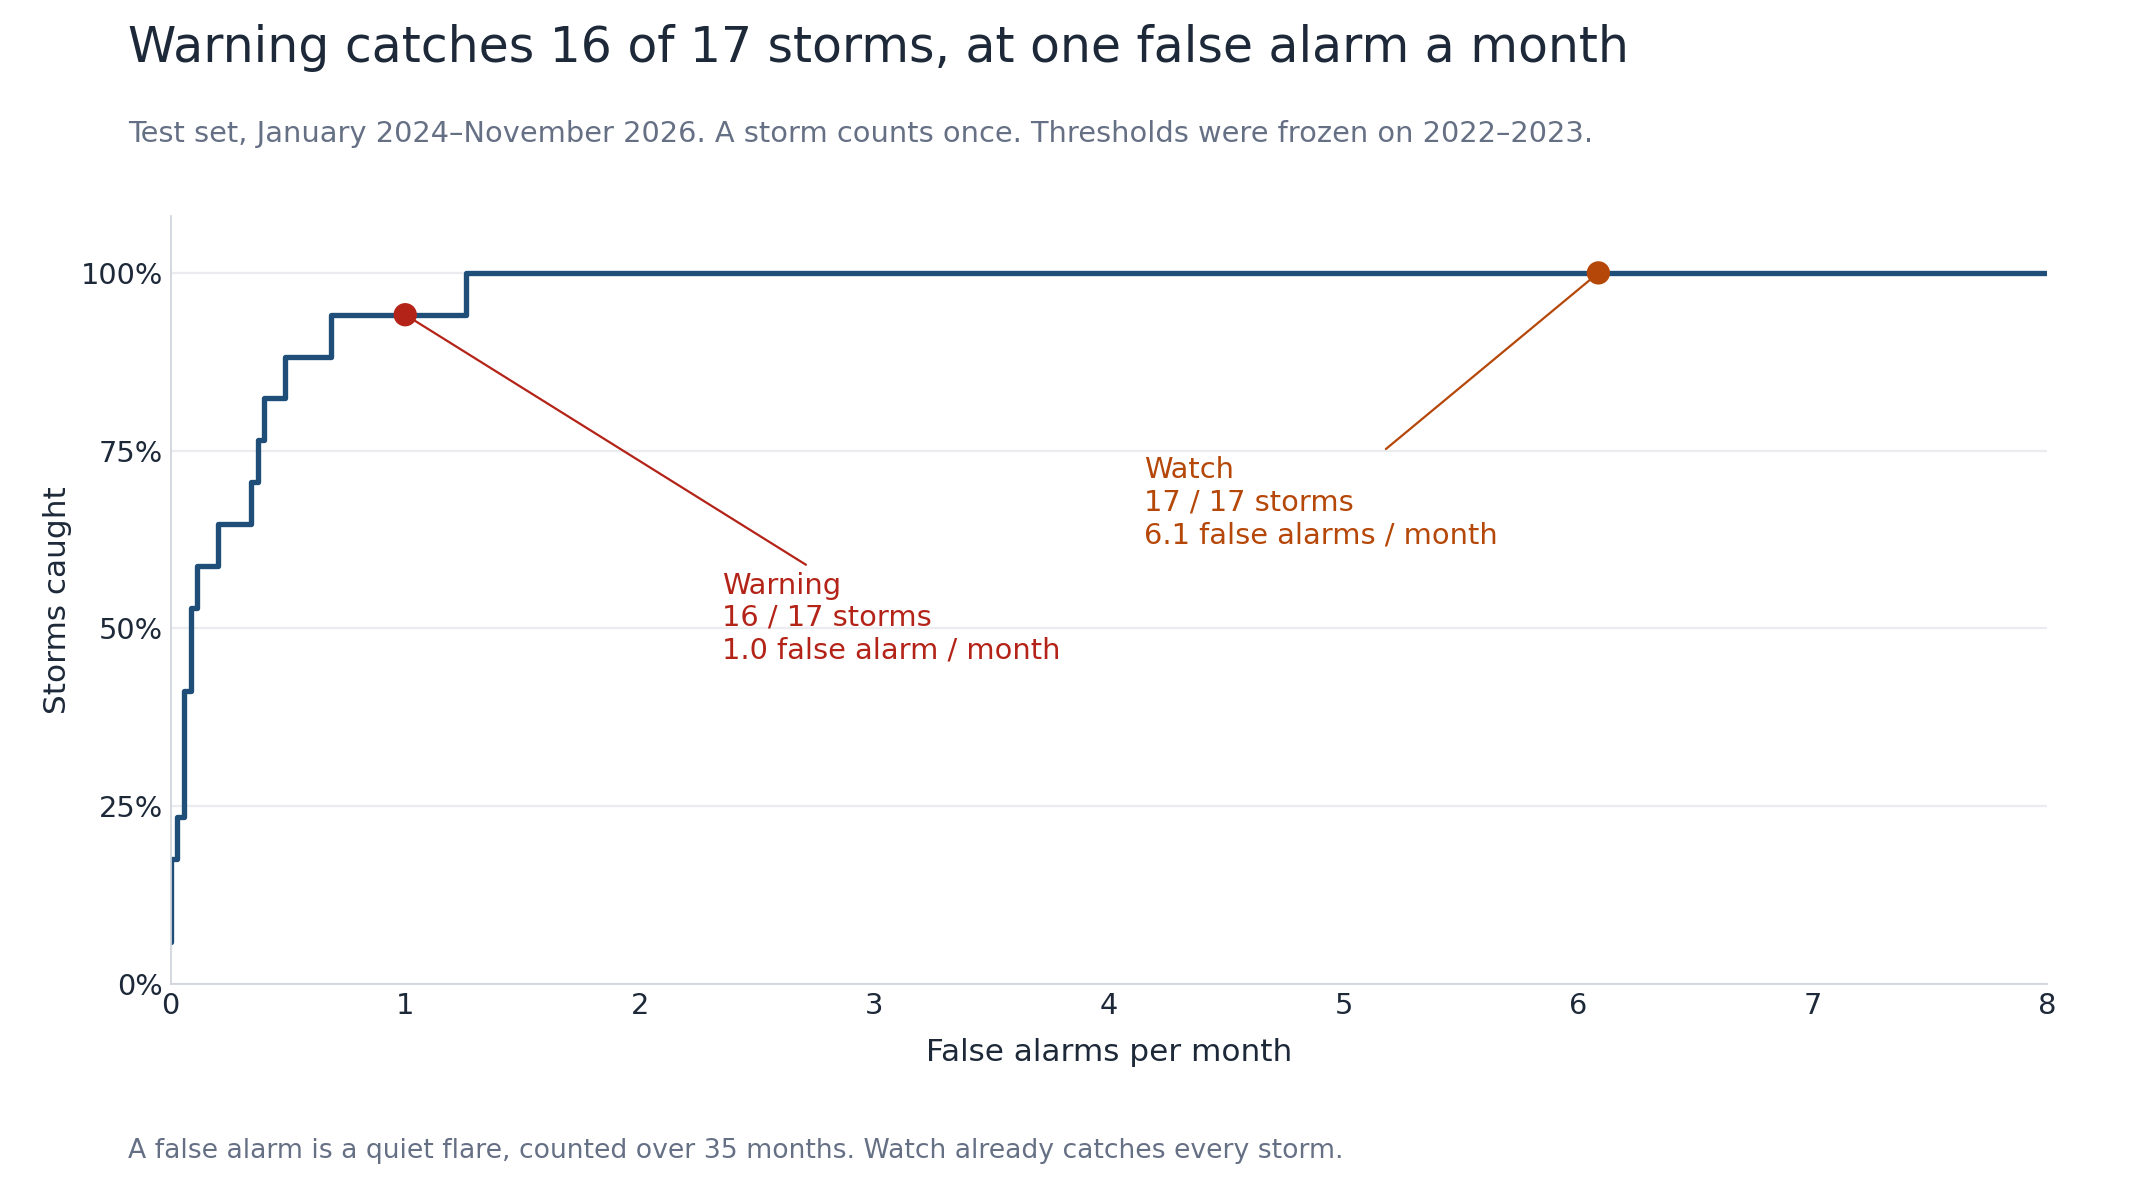 Warning catches 16 of 17 storms, at one false alarm a month
Test set, January 2024–November 2026. A storm counts once. Thresholds were frozen on 2022–2023.
100%
75%
50%
25%
0%
Storms caught
Watch
17 / 17 storms
6.1 false alarms / month
Warning
16 / 17 storms
1.0 false alarm / month
0 1 2 3 4 5 6 7 8
False alarms per month
A false alarm is a quiet flare, counted over 35 months. Watch already catches every storm.